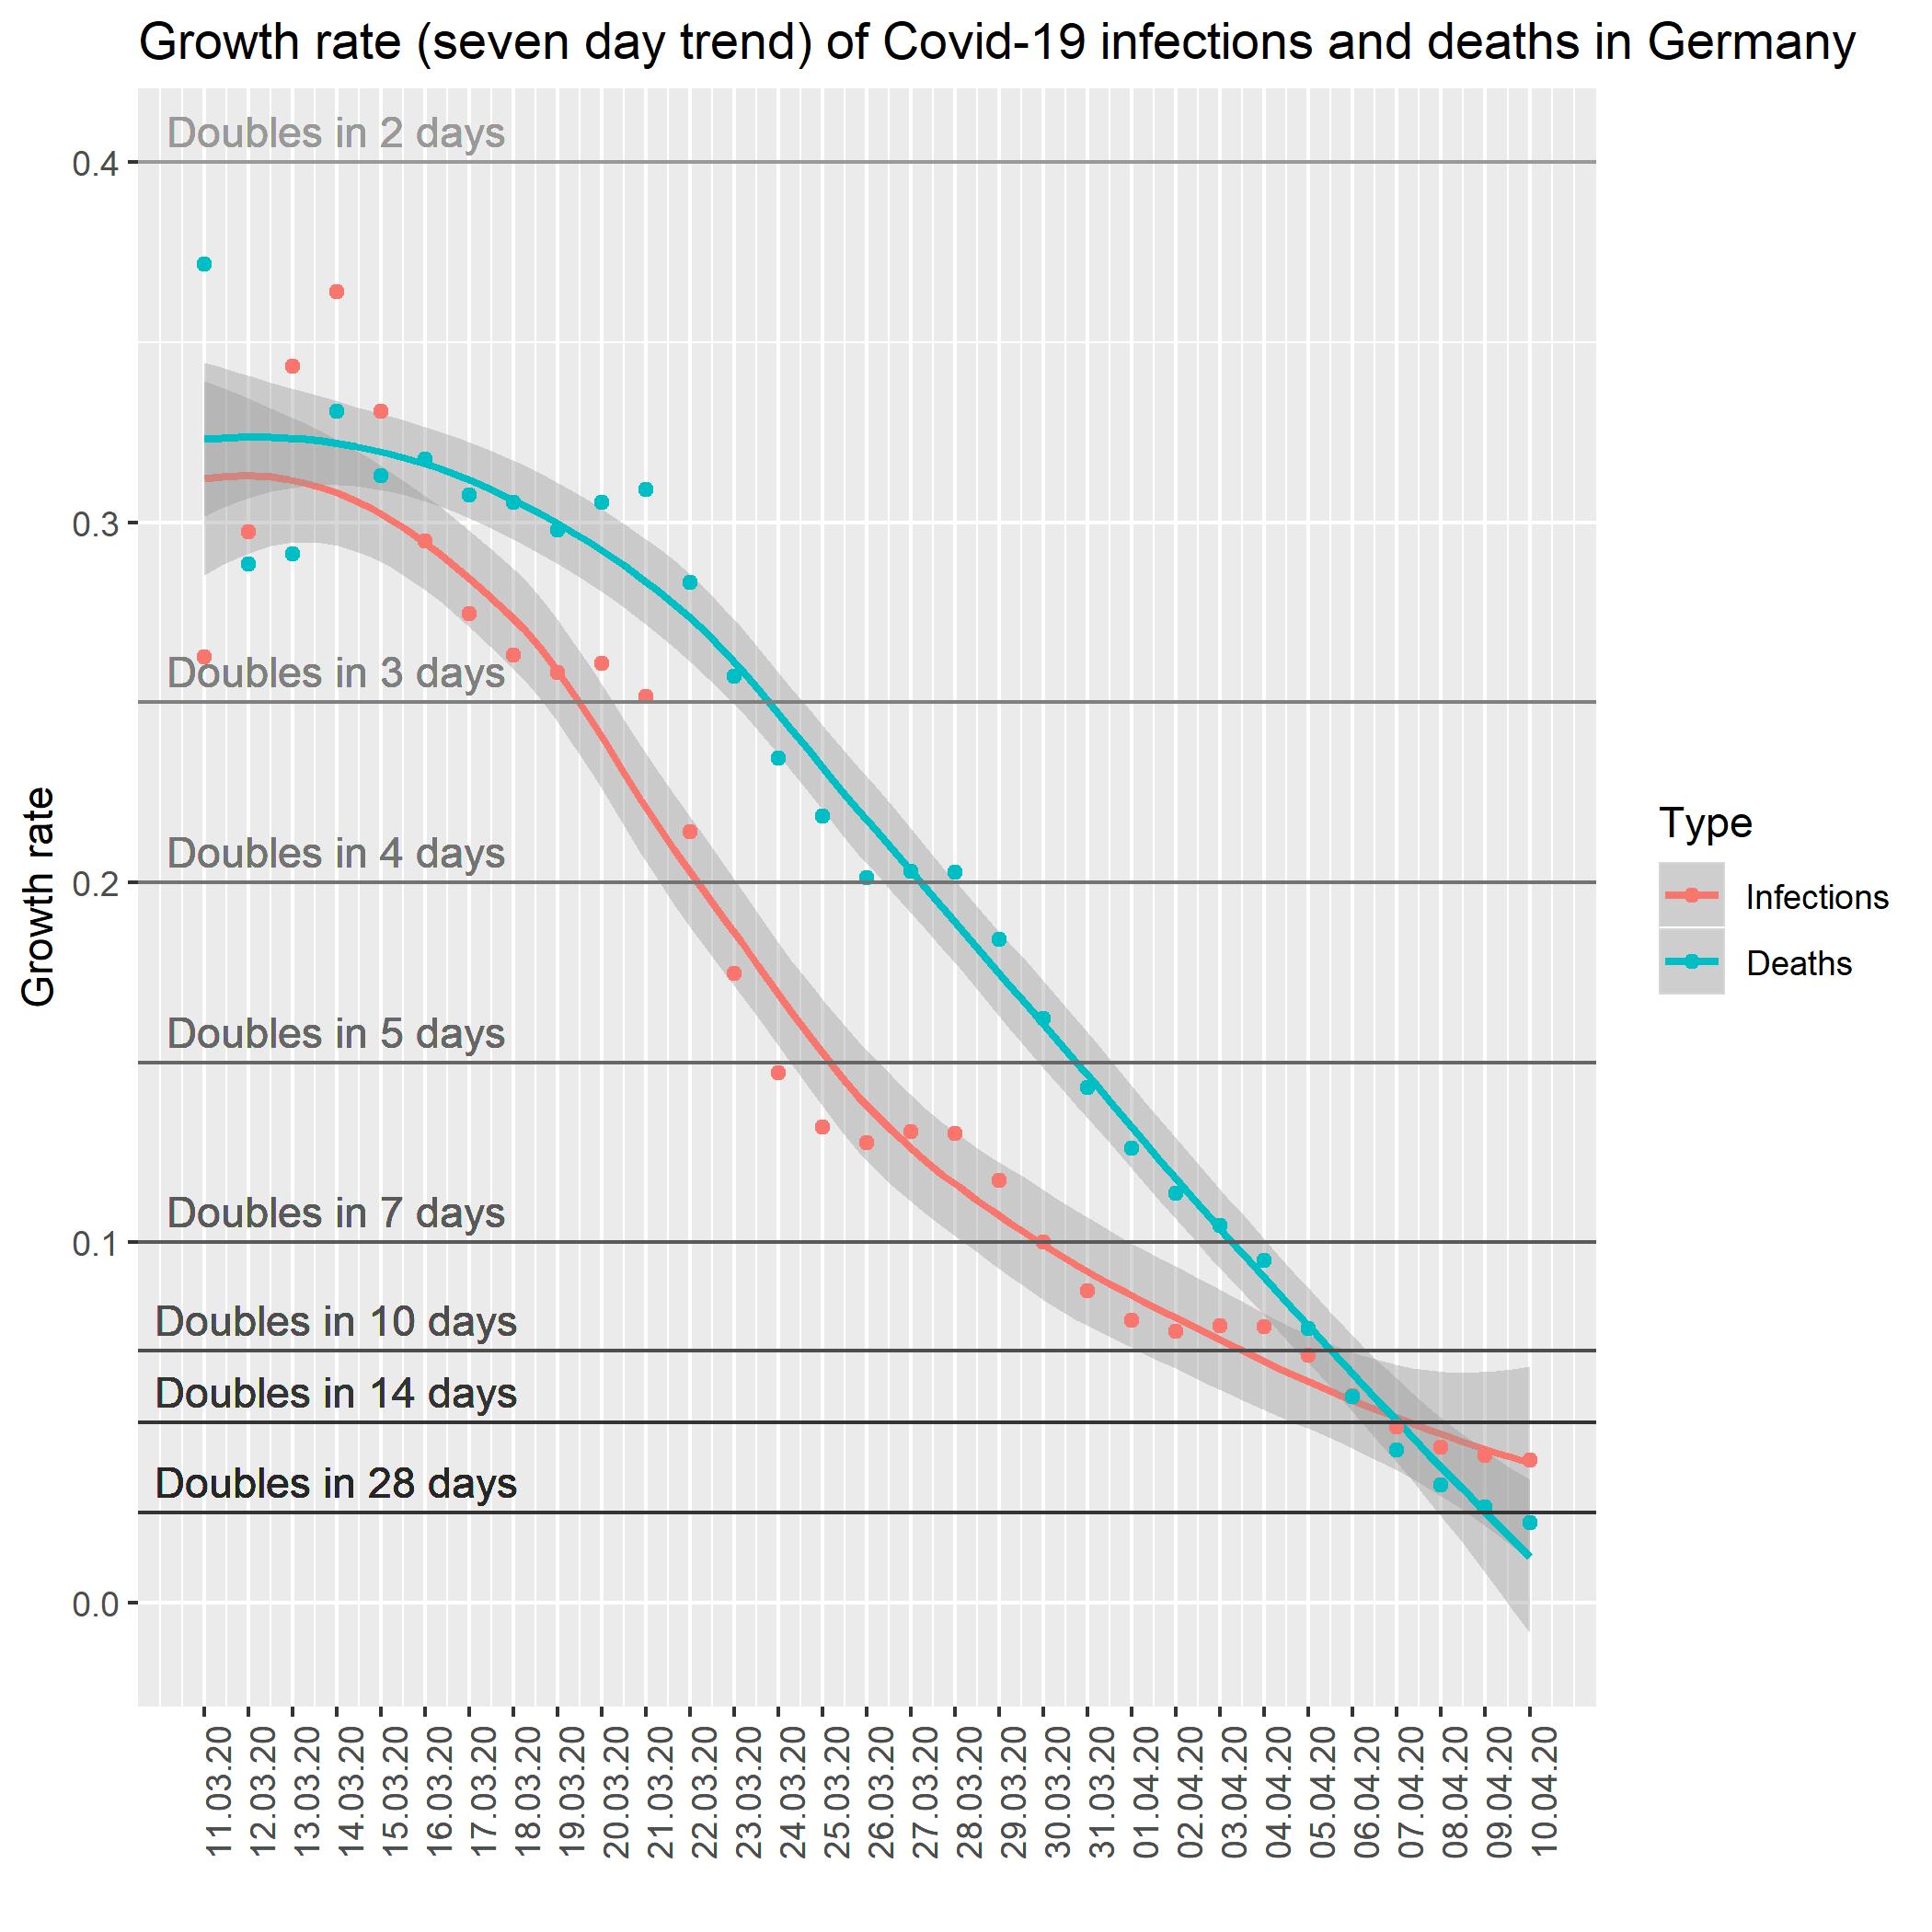 Growth rate (seven day trend) of Covid-19 infections and deaths in Germany
Doubles in 2 days
0.4
0.3
Doubles in 3 days
Growth rate
Doubles in 4 days
0.2
Doubles in 5 days
Doubles in 7 days
0.1
Doubles in 10 days
Doubles in 14 days
Doubles in 28 days
0.0
Type
Infections
Deaths
11.03.20
12.03.20
13.03.20
14.03.20
15.03.20
16.03.20
17.03.20
18.03.20
19.03.20
20.03.20
21.03.20
22.03.20
23.03.20
24.03.20
25.03.20
26.03.20
27.03.20
28.03.20
29.03.20
30.03.20
31.03.20
01.04.20
02.04.20
03.04.20
04.04.20
05.04.20
06.04.20
07.04.20
08.04.20
09.04.20
10.04.20